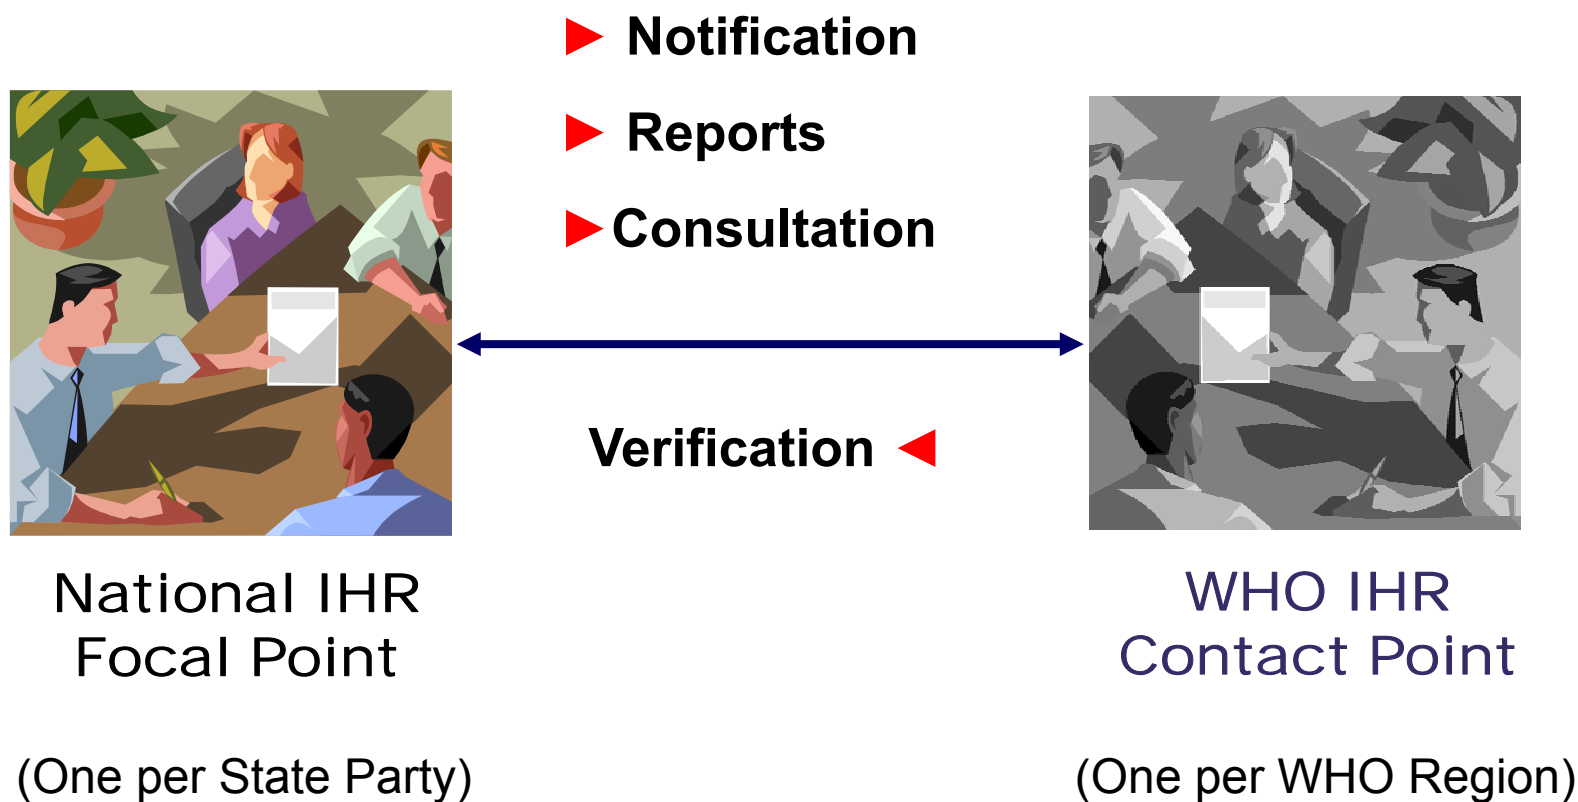 Notification
Reports
Consultation
Verification
National IHR
Focal Point
(One per State Party)
WHO IHR
Contact Point
(One per WHO Region)